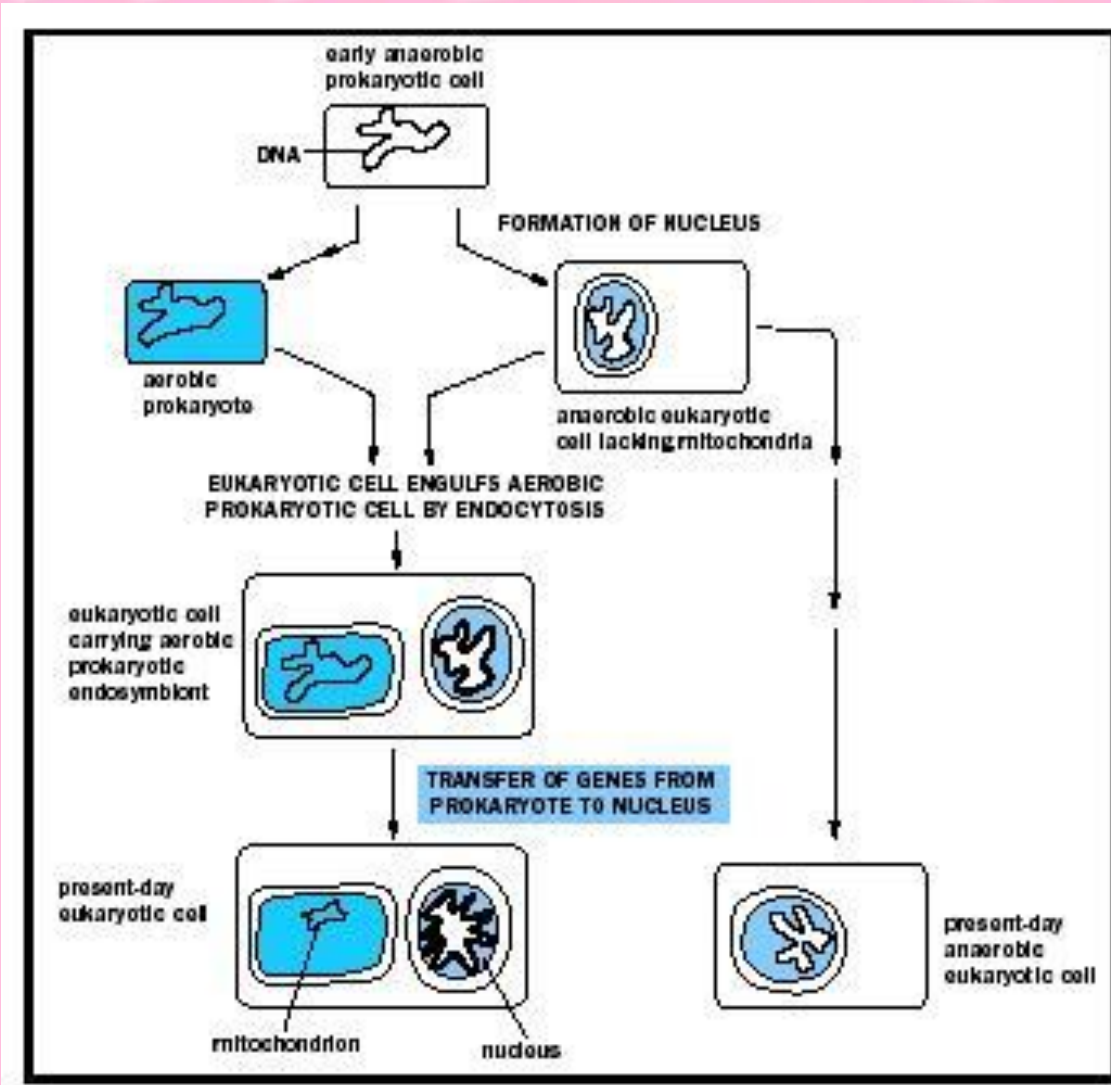 early anaerobic
prokaryotic cell
DNA
FORMATION OF NUCLEUS
aerobic
prokaryote
anaerobic eukaryotic
cell lacking mitochondria
EUKARYOTIC CELL ENGULFS AEROBIC
PROKARYOTIC CELL BY ENDOCYTOSIS
eukaryotic cell
carrying aerobic
prokaryotic
endosymbiont
TRANSFER OF GENES FROM
PROKARYOTE TO NUCLEUS
present-day
eukaryotic cell
present-day
anaerobic
eukaryotic cell
mitochondrion
nucleus